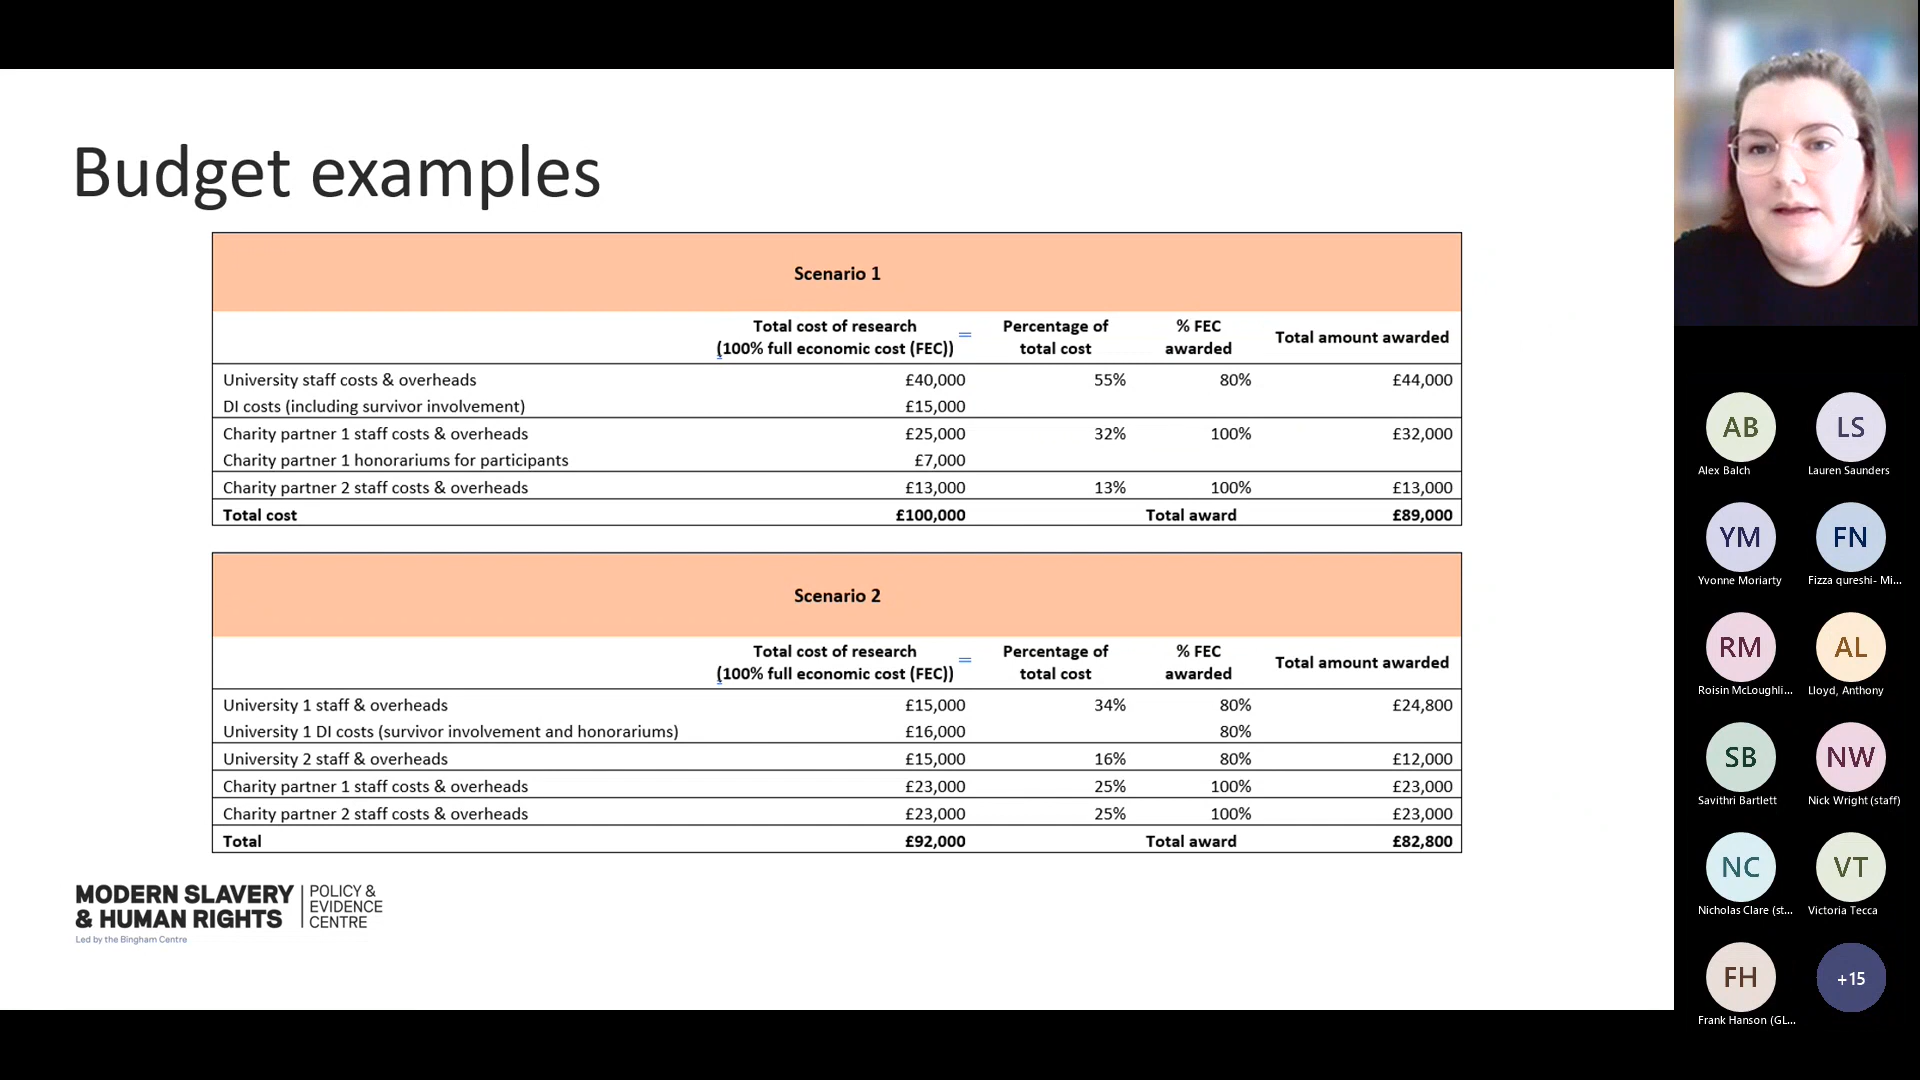 Budget examples
Scenario 1
Total cost of research (100% full economic cost (FEC)) = Percentage of total cost % FEC awarded Total amount awarded
University staff costs & overheads £40,000 55% 80% £44,000
DI costs (including survivor involvement) £15,000
Charity partner 1 staff costs & overheads £25,000 32% 100% £32,000
Charity partner 1 honorariums for participants £7,000
Charity partner 2 staff costs & overheads £13,000 13% 100% £13,000
Total cost £100,000 Total award £89,000
Scenario 2
Total cost of research (100% full economic cost (FEC)) = Percentage of total cost % FEC awarded Total amount awarded
University 1 staff & overheads £15,000 34% 80% £24,800
University 1 DI costs (survivor involvement and honorariums) £16,000 80%
University 2 staff & overheads £15,000 16% 80% £12,000
Charity partner 1 staff costs & overheads £23,000 25% 100% £23,000
Charity partner 2 staff costs & overheads £23,000 25% 100% £23,000
Total £92,000 Total award £82,800
MODERN SLAVERY
& HUMAN RIGHTS
POLICY &
EVIDENCE
CENTRE
Led by the Bingham Centre
AB LS
Alex Balch Lauren Saunders
YM FN
Yvonne Moriarty Fizza qureshi- Mi...
RM AL
Roisin McLoughli... Lloyd, Anthony
SB NW
Savithri Bartlett Nick Wright (staff)
NC VT
Nicholas Clare (st... Victoria Tecca
FH +15
Frank Hanson (GL...